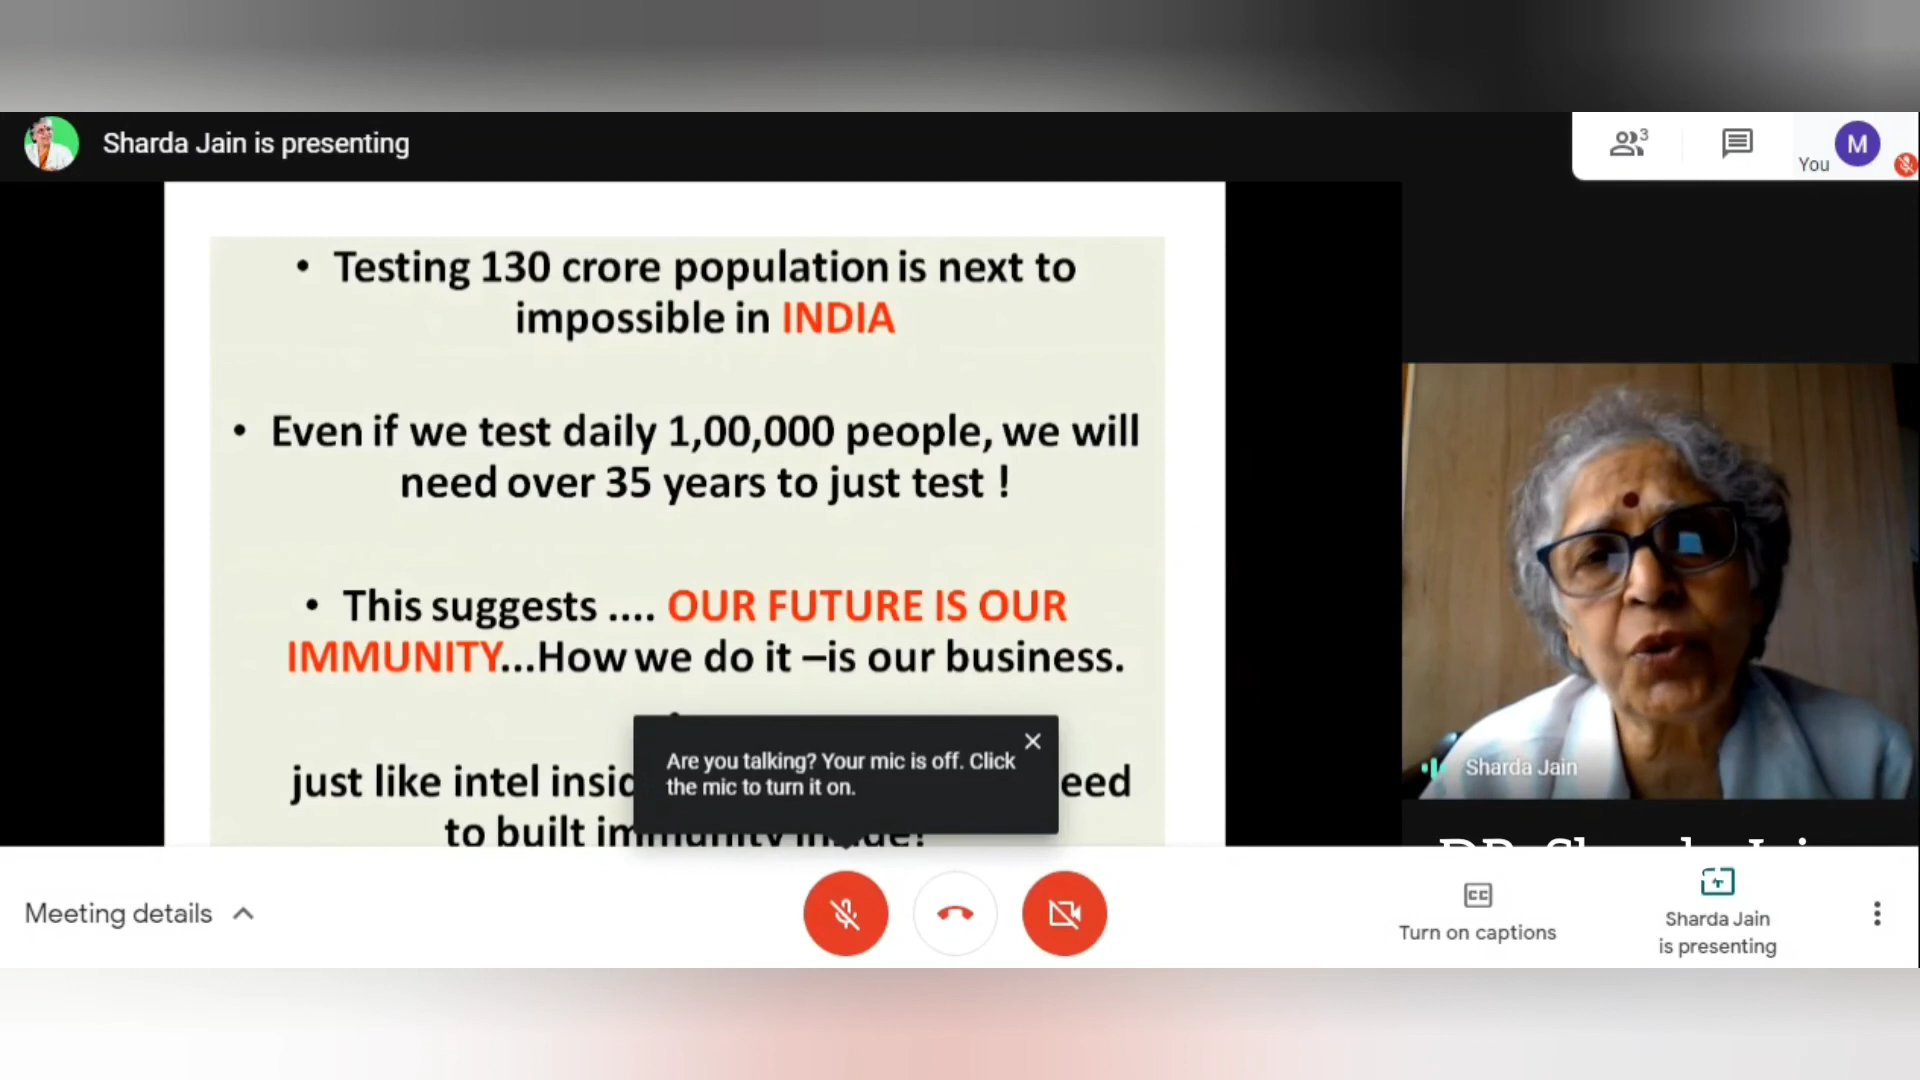 Sharda Jain is presenting
3
You
M
• Testing 130 crore population is next to
impossible in INDIA
• Even if we test daily 1,00,000 people, we will
need over 35 years to just test !
• This suggests .... OUR FUTURE IS OUR
IMMUNITY...How we do it –is our business.
just like intel
to built immunity
Are you talking? Your mic is off. Click
the mic to turn it on.
Sharda Jain
Meeting details
CC
Turn on captions
Sharda Jain
is presenting